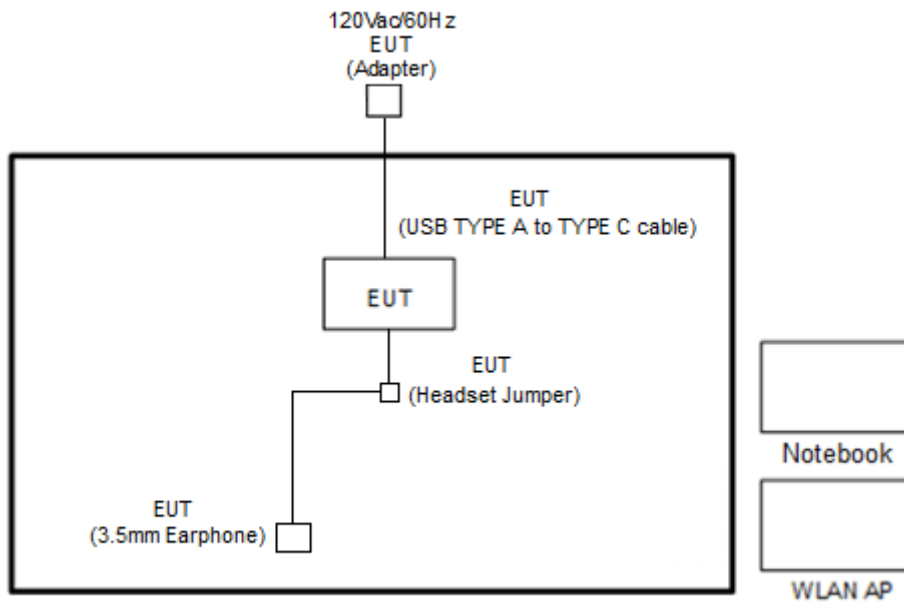 120Vac/60Hz
EUT
(Adapter)
EUT
(USB TYPE A to TYPE C cable)
EUT
EUT
(Headset Jumper)
Notebook
EUT
(3.5mm Earphone)
WLAN AP